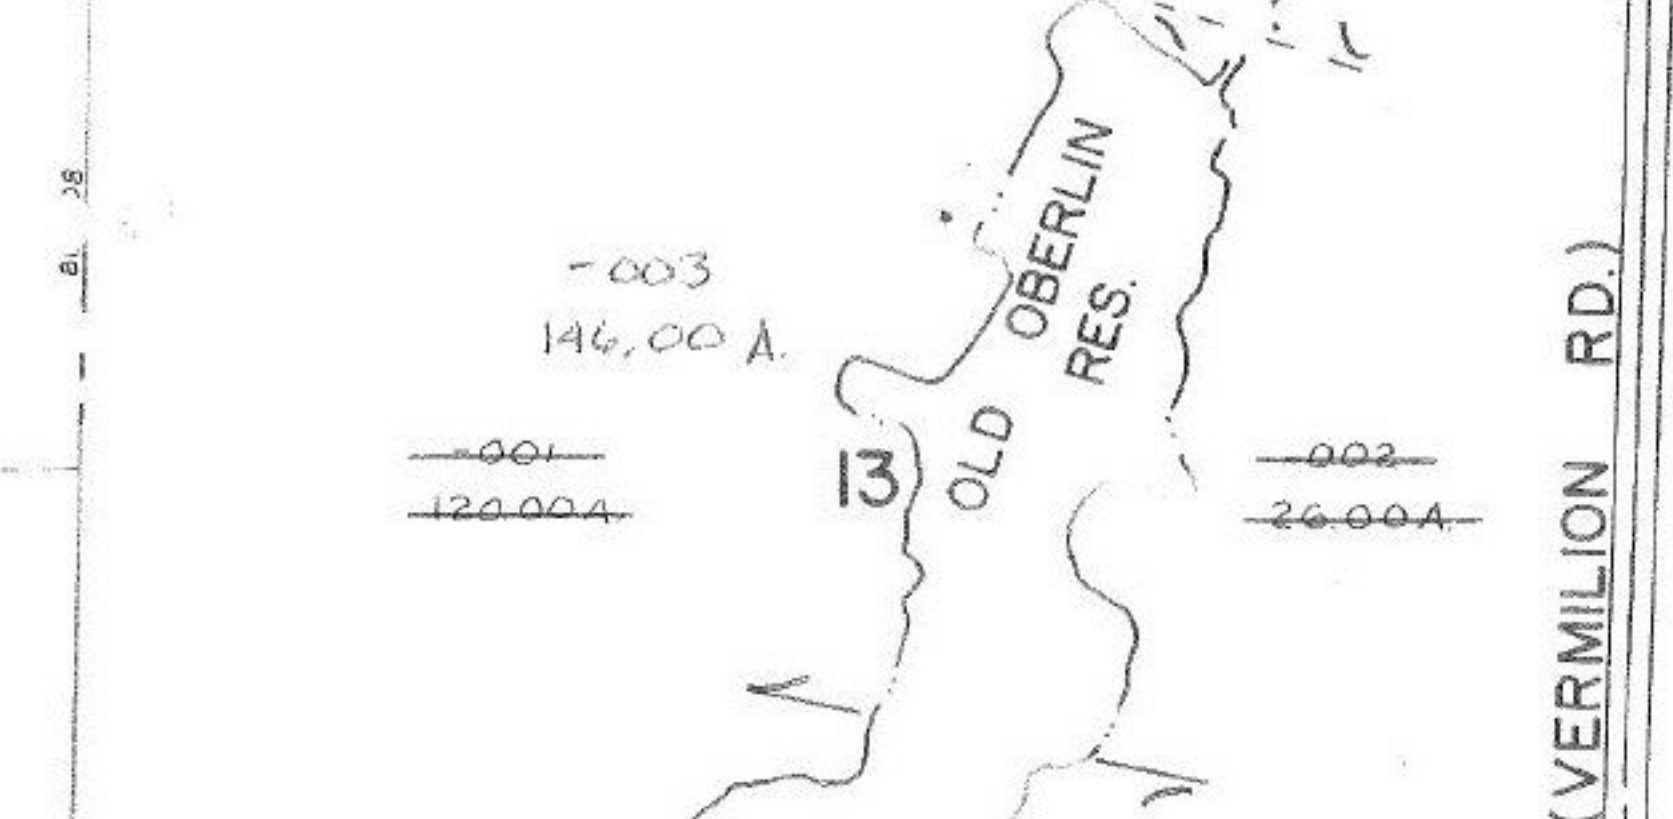 -003
146.00 A.
-001
120.00A.
13
OLD OBERLIN
RES.
-002
26.00A.
(VERMILION RD.)